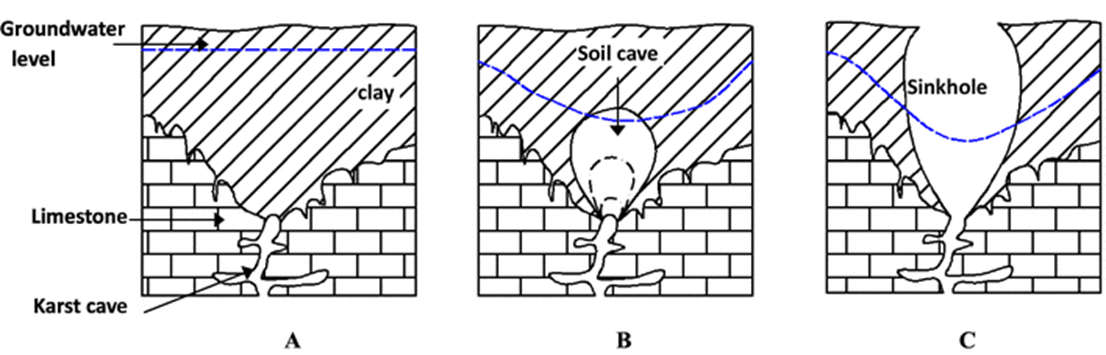 Groundwater
level
clay
Limestone
Karst cave
A
Soil cave
B
Sinkhole
C